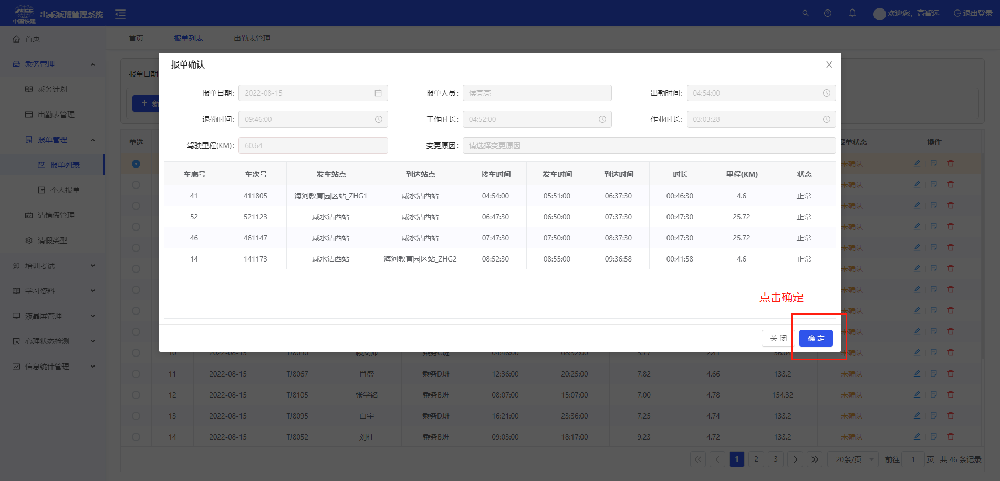 CRCC
中国铁建
出乘派班管理系统
欢迎您，高智远
退出登录
首页
乘务管理
乘务计划
出勤表管理
报单管理
报单列表
个人报单
请销假管理
请假类型
培训考试
学习资料
液晶屏管理
心理状态检测
信息统计管理
首页 报单列表 出勤表管理
报单日期
+ 新
单选 报单状态 操作
报单确认
报单日期： 2022-08-15 报单人员： 侯亮亮 出勤时间： 04:54:00
退勤时间： 09:46:00 工作时长： 04:52:00 作业时长： 03:03:28
驾驶里程(KM)： 60.64 变更原因： 请选择变更原因
车底号 车次号 发车站点 到达站点 接车时间 发车时间 到达时间 时长 里程(KM) 状态
41 411805 海河教育园区站_ZHG1 咸水沽西站 04:54:00 05:51:00 06:37:30 00:46:30 4.6 正常
52 521123 咸水沽西站 咸水沽西站 06:47:30 06:50:00 07:37:30 00:47:30 25.72 正常
46 461147 咸水沽西站 咸水沽西站 07:47:30 07:50:00 08:37:30 00:47:30 25.72 正常
14 141173 咸水沽西站 海河教育园区站_ZHG2 08:52:30 08:55:00 09:36:58 00:41:58 4.6 正常
点击确定
关 闭 确 定
未确认
未确认
未确认
未确认
未确认
未确认
未确认
未确认
未确认
10 2022-08-15 TJ8090 顾文帅 乘务C班 04:46:00 08:32:00 3.77 2.41 56.04 未确认
11 2022-08-15 TJ8067 肖盛 乘务D班 12:36:00 20:25:00 7.82 4.66 133.2 未确认
12 2022-08-15 TJ8105 张学铭 乘务B班 08:07:00 15:07:00 7.00 4.78 154.32 未确认
13 2022-08-15 TJ8095 白宇 乘务D班 16:21:00 23:36:00 7.25 4.74 133.2 未确认
14 2022-08-15 TJ8052 刘柱 乘务B班 09:03:00 18:17:00 9.23 4.72 133.2 未确认
1 2 3 20条/页 前往 1 页 共 46 条记录